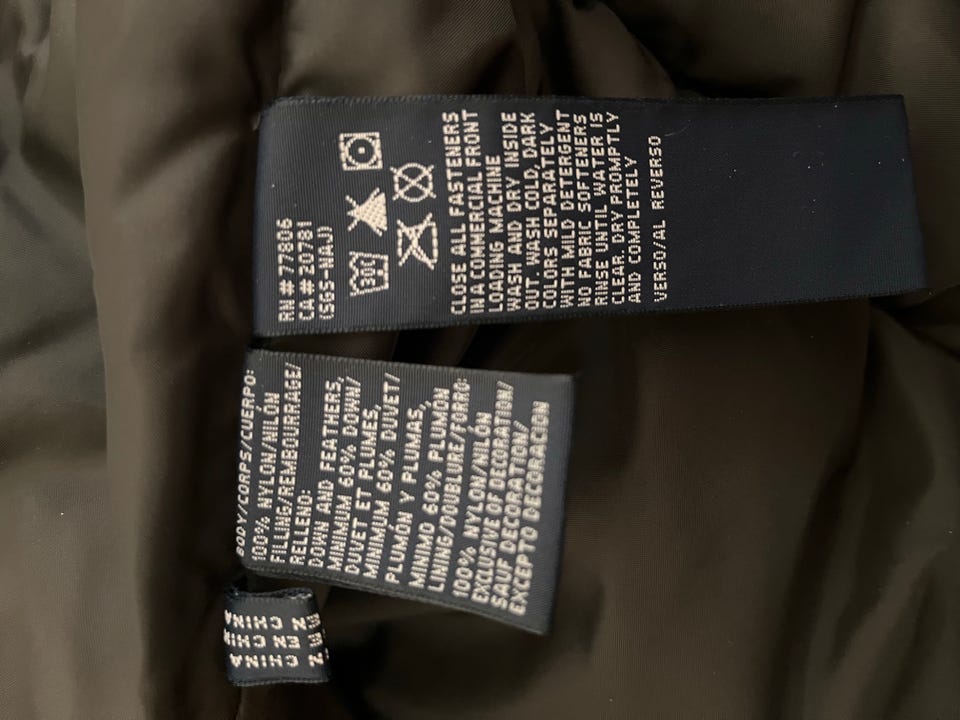 RN# 77806
CA# 20781
(SGS-NAJ)
30C
CLOSE ALL FASTENERS
IN A COMMERCIAL FRONT
LOADING MACHINE
WASH AND DRY INSIDE
OUT. WASH COLD, DARK
COLORS SEPARATELY
WITH MILD DETERGENT
NO FABRIC SOFTENERS
RINSE UNTIL WATER IS
CLEAR. DRY PROMPTLY
AND COMPLETELY
VERSO/AL REVERSO
BODY/CORPS/CUERPO:
100% NYLON/NILÓN
FILLING/REMBOURRAGE/
RELLENO:
DOWN AND FEATHERS,
MINIMUM 60% DOWN/
DUVET ET PLUMES,
MINIMUM 60% DUVET/
PLUMÓN Y PLUMAS,
MINIMO 60% PLUMÓN
LINING/DOUBLURE/FORRO:
100% NYLON/NILÓN
EXCLUSIVE OF DECORATION/
SAUF DECORATION/
EXCEPTO DECORACION
CHINA
EN CHIN
N CHINA